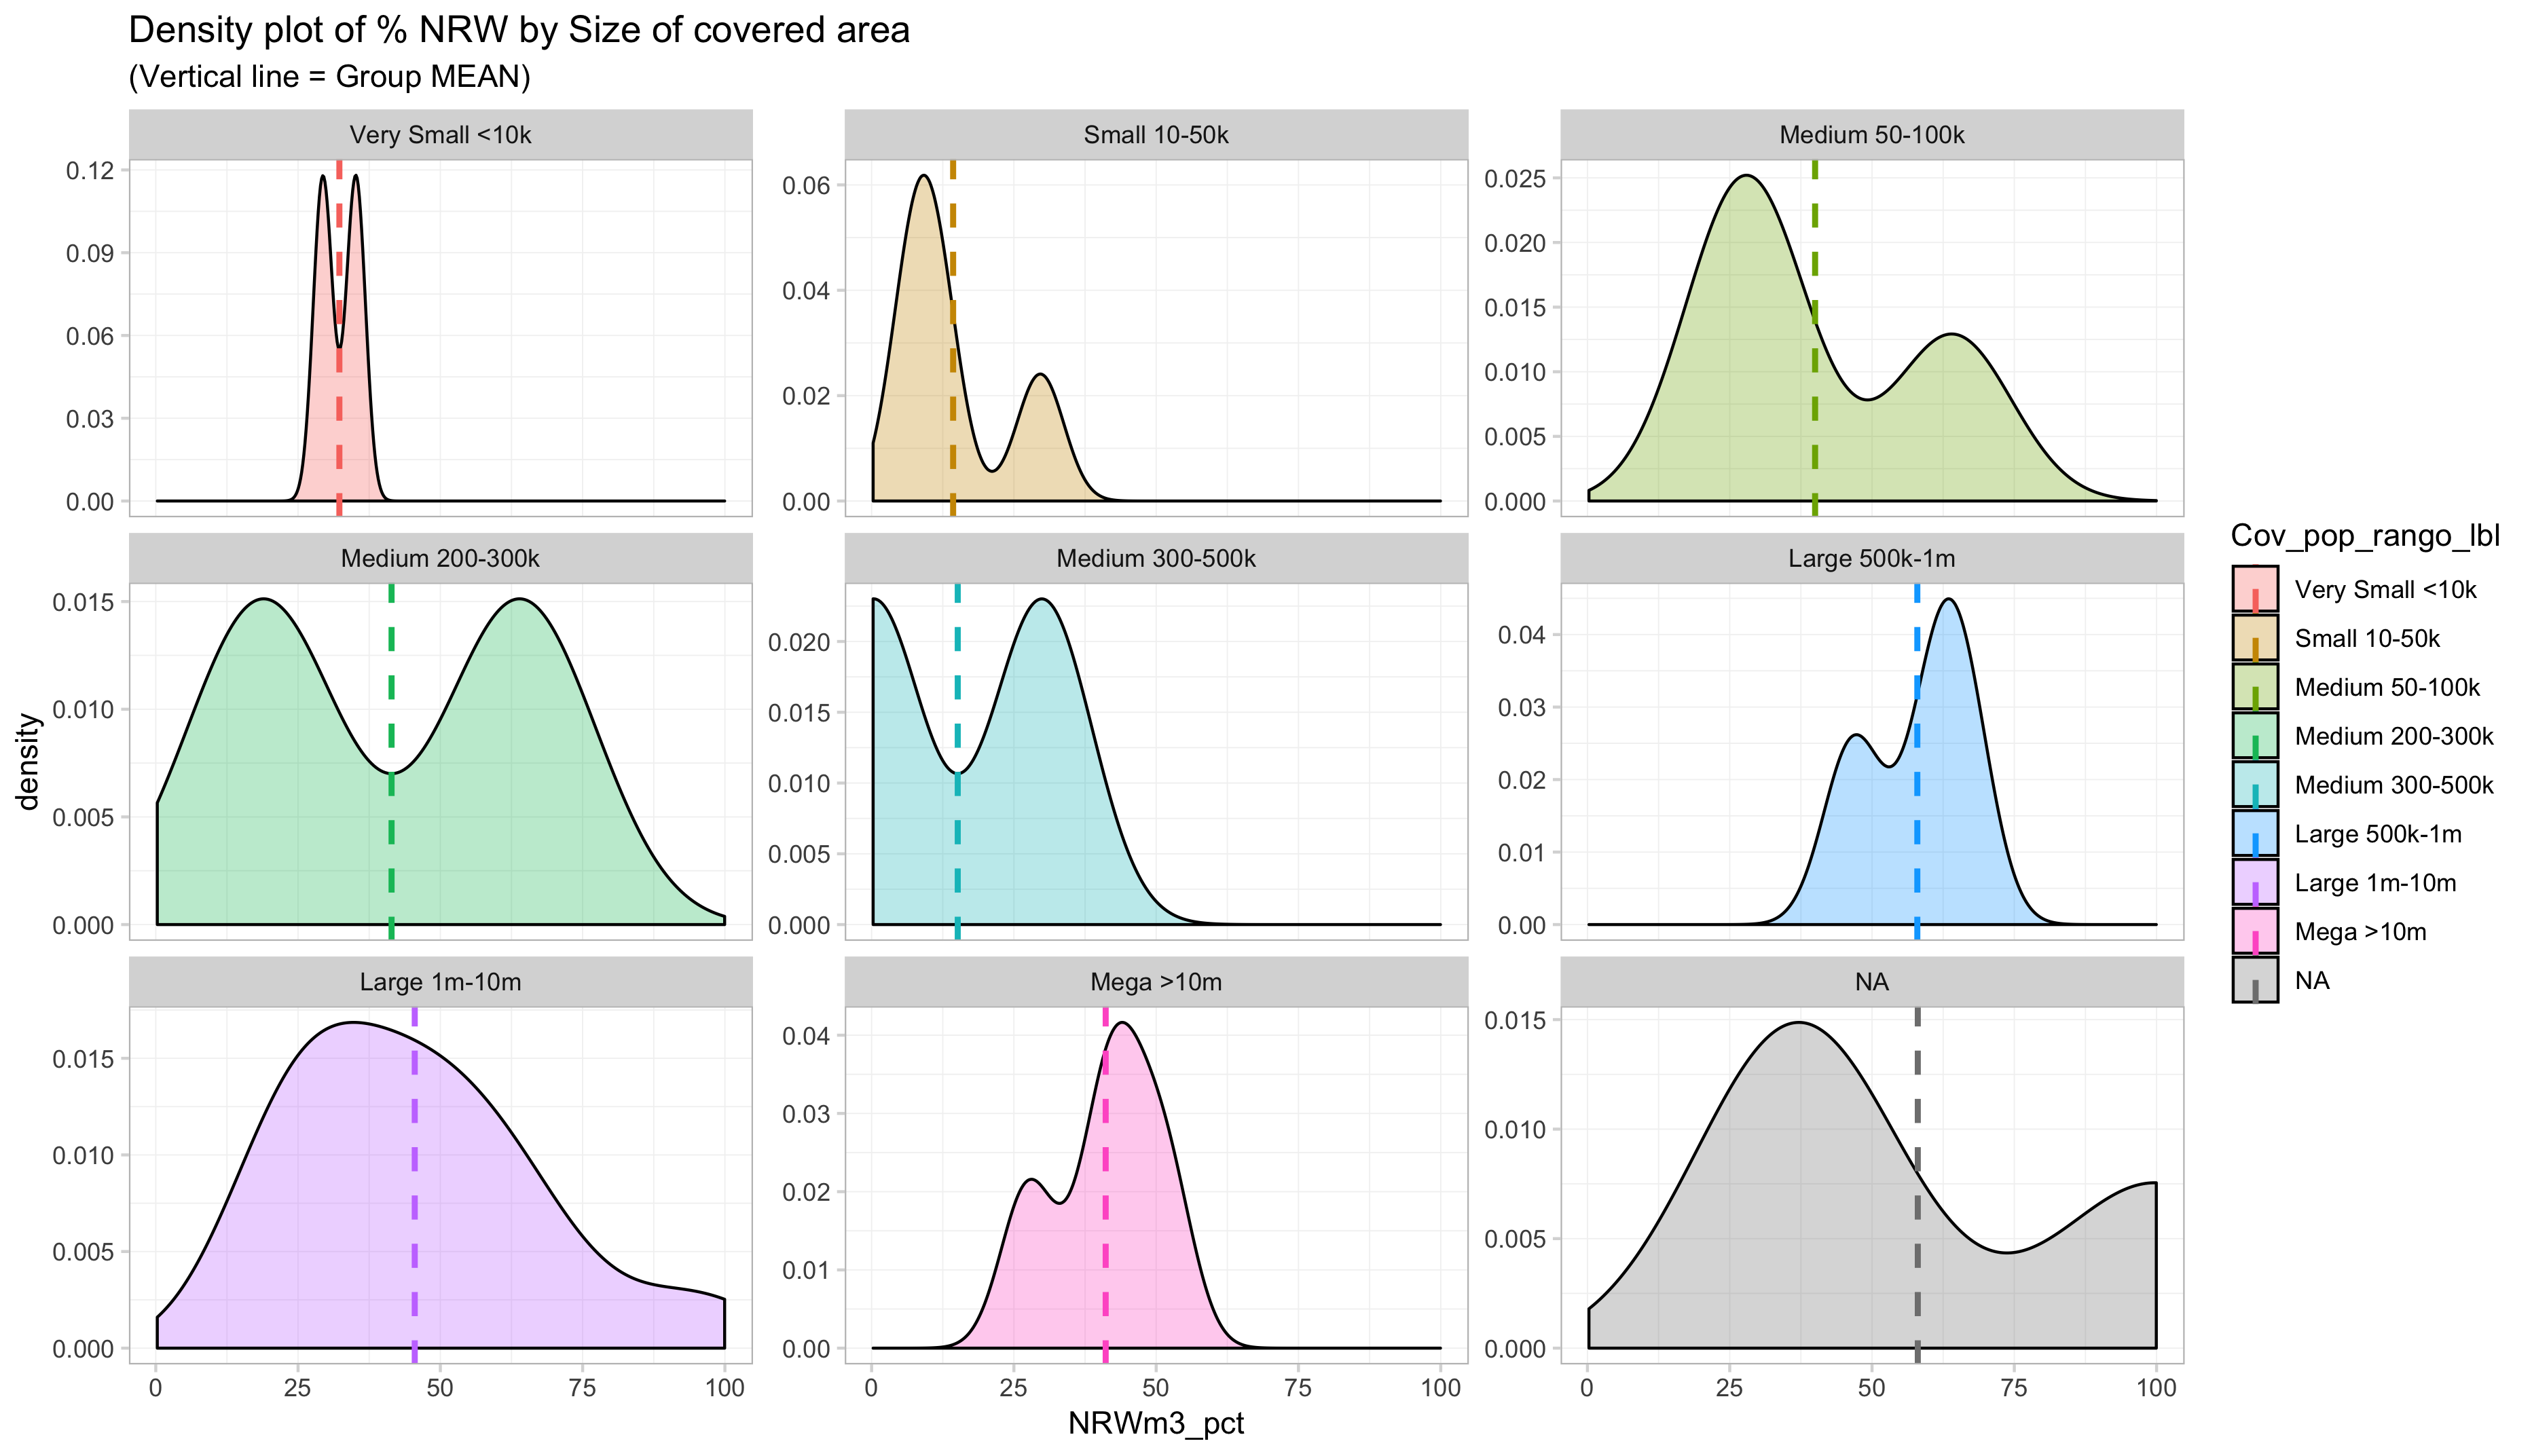 Density plot of % NRW by Size of covered area
(Vertical line = Group MEAN)
Very Small <10k
Small 10-50k
Medium 50-100k
0.12
0.09
0.06
0.03
0.00
0.06
0.04
0.02
0.00
0.025
0.020
0.015
0.010
0.005
0.000
Medium 200-300k
Medium 300-500k
Large 500k-1m
0.015
0.010
0.005
0.000
0.020
0.015
0.010
0.005
0.000
0.04
0.03
0.02
0.01
0.00
density
Large 1m-10m
Mega >10m
NA
0.015
0.010
0.005
0.000
0.04
0.03
0.02
0.01
0.00
0.015
0.010
0.005
0.000
0 25 50 75 100
0 25 50 75 100
0 25 50 75 100
NRWm3_pct
Cov_pop_rango_lbl
Very Small <10k
Small 10-50k
Medium 50-100k
Medium 200-300k
Medium 300-500k
Large 500k-1m
Large 1m-10m
Mega >10m
NA